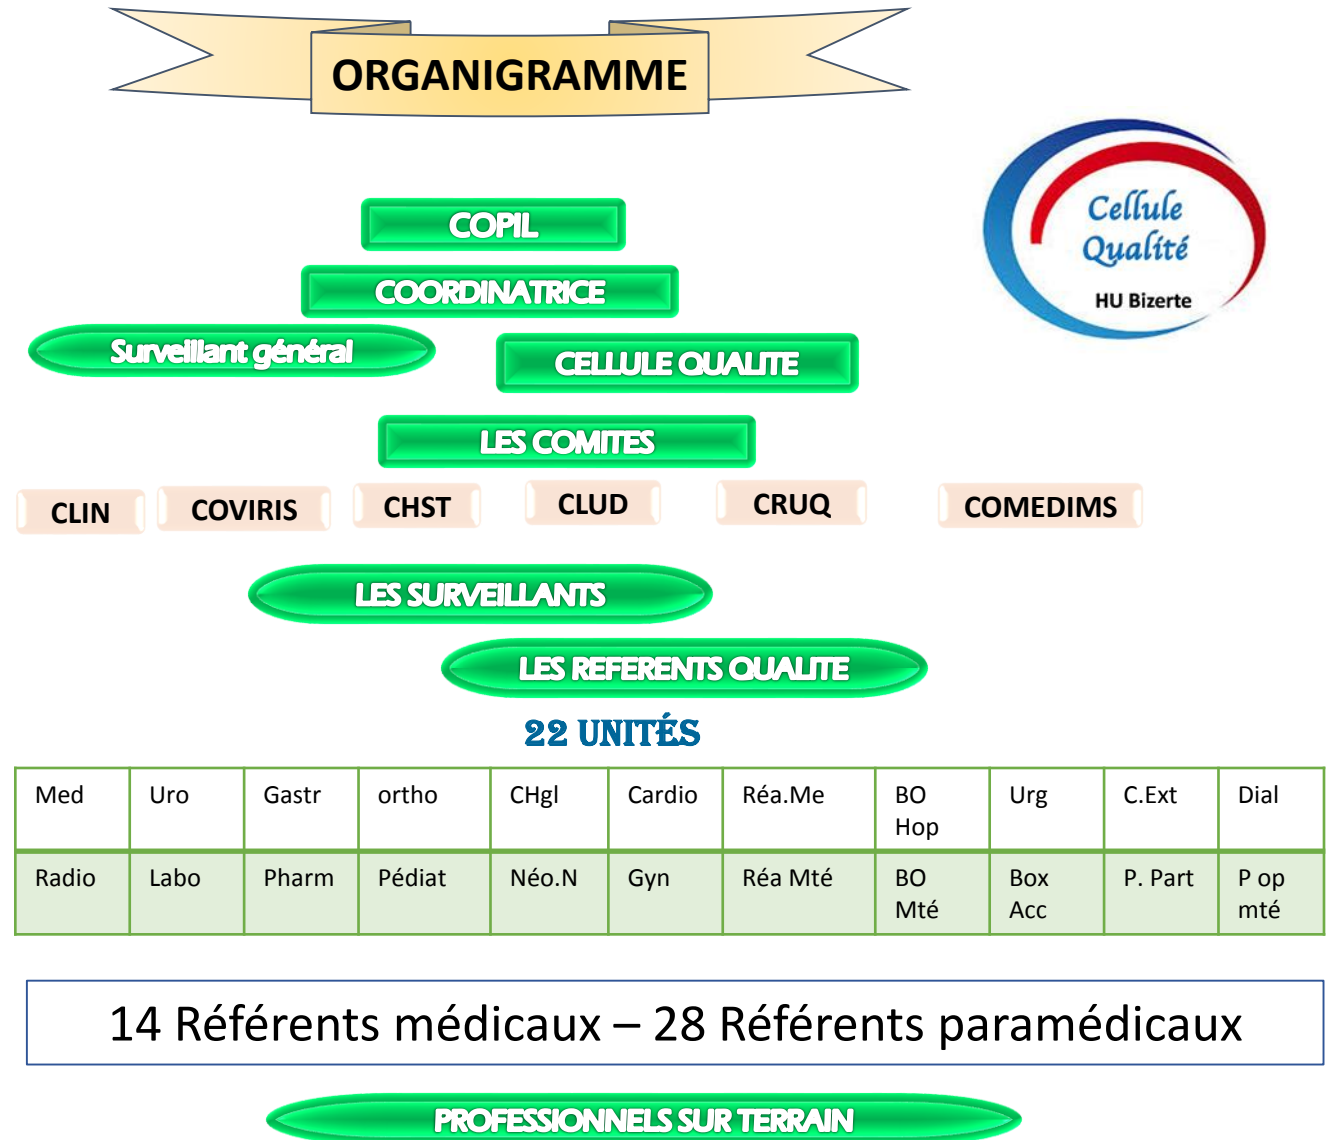 ORGANIGRAMME
Cellule
Qualité
HU Bizerte
COPIL
COORDINATRICE
Surveillant général
CELLULE QUALITE
LES COMITES
CLIN COVIRIS CHST CLUD CRUQ COMEDIMS
LES SURVEILLANTS
LES REFERENTS QUALITE
22 UNITÉS
Med Uro Gastr ortho CHgl Cardio Réa.Me BO Urg C.Ext Dial
Hop
Radio Labo Pharm Pédiat Néo.N Gyn Réa Mté BO Box P. Part P op
Mté Acc mté
14 Référents médicaux – 28 Référents paramédicaux
PROFESSIONNELS SUR TERRAIN